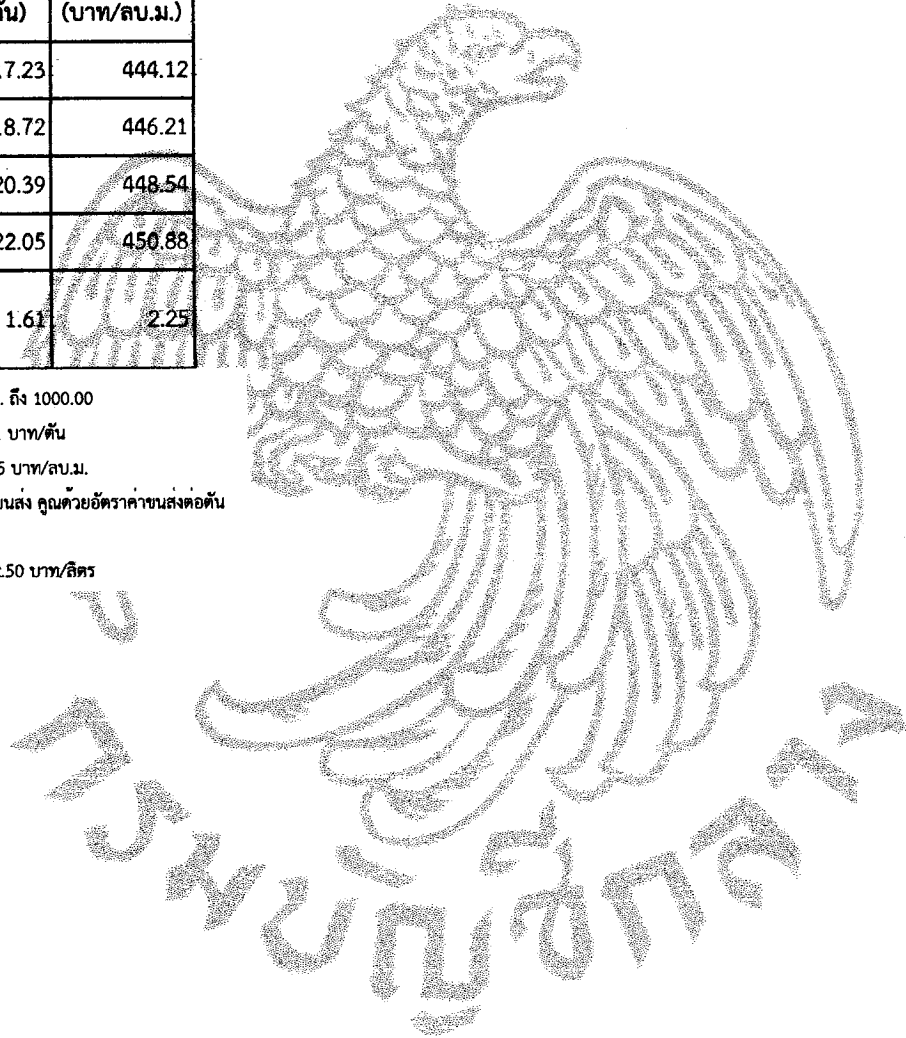 ัน) (บาท/ลบ.ม.)
7.23 444.12
8.72 446.21
20.39 448.54
22.05 450.88
1.61 2.25
. ถึง 1000.00
บาท/ตัน
5 บาท/ลบ.ม.
ขนส่ง คูณด้วยอัตราค่าขนส่งต่อตัน
.50 บาท/ลิตร
กรมบัญชีกลาง